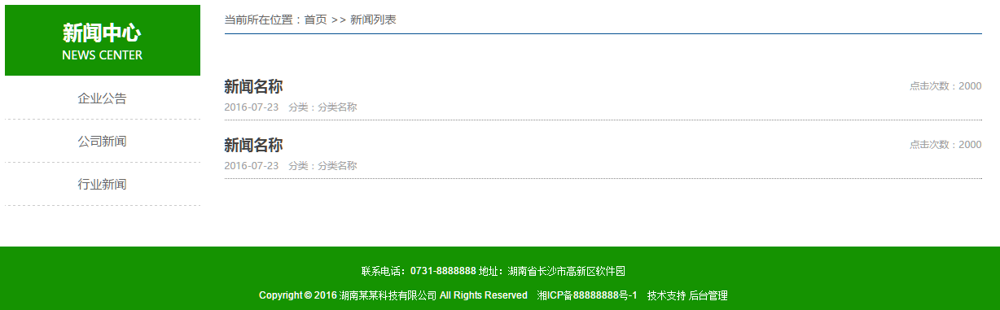 新闻中心
NEWS CENTER
企业公告
公司新闻
行业新闻
当前所在位置：首页 >> 新闻列表
新闻名称
点击次数：2000
2016-07-23 分类：分类名称
新闻名称
点击次数：2000
2016-07-23 分类：分类名称
联系电话：0731-8888888 地址：湖南省长沙市高新区软件园
Copyright © 2016 湖南某某科技有限公司 All Rights Reserved 湘ICP备88888888号-1 技术支持 后台管理